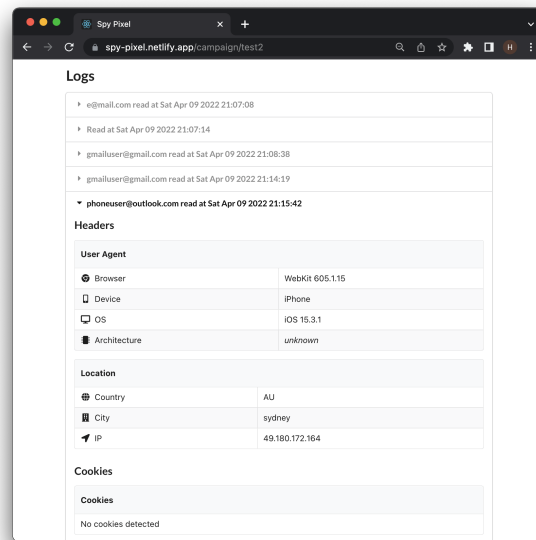 Spy Pixel
spy-pixel.netlify.app/campaign/test2
H
Logs
e@mail.com read at Sat Apr 09 2022 21:07:08
Read at Sat Apr 09 2022 21:07:14
gmailuser@gmail.com read at Sat Apr 09 2022 21:08:38
gmailuser@gmail.com read at Sat Apr 09 2022 21:14:19
phoneuser@outlook.com read at Sat Apr 09 2022 21:15:42
Headers
User Agent
Browser WebKit 605.1.15
Device iPhone
OS iOS 15.3.1
Architecture unknown
Location
Country AU
City sydney
IP 49.180.172.164
Cookies
Cookies
No cookies detected